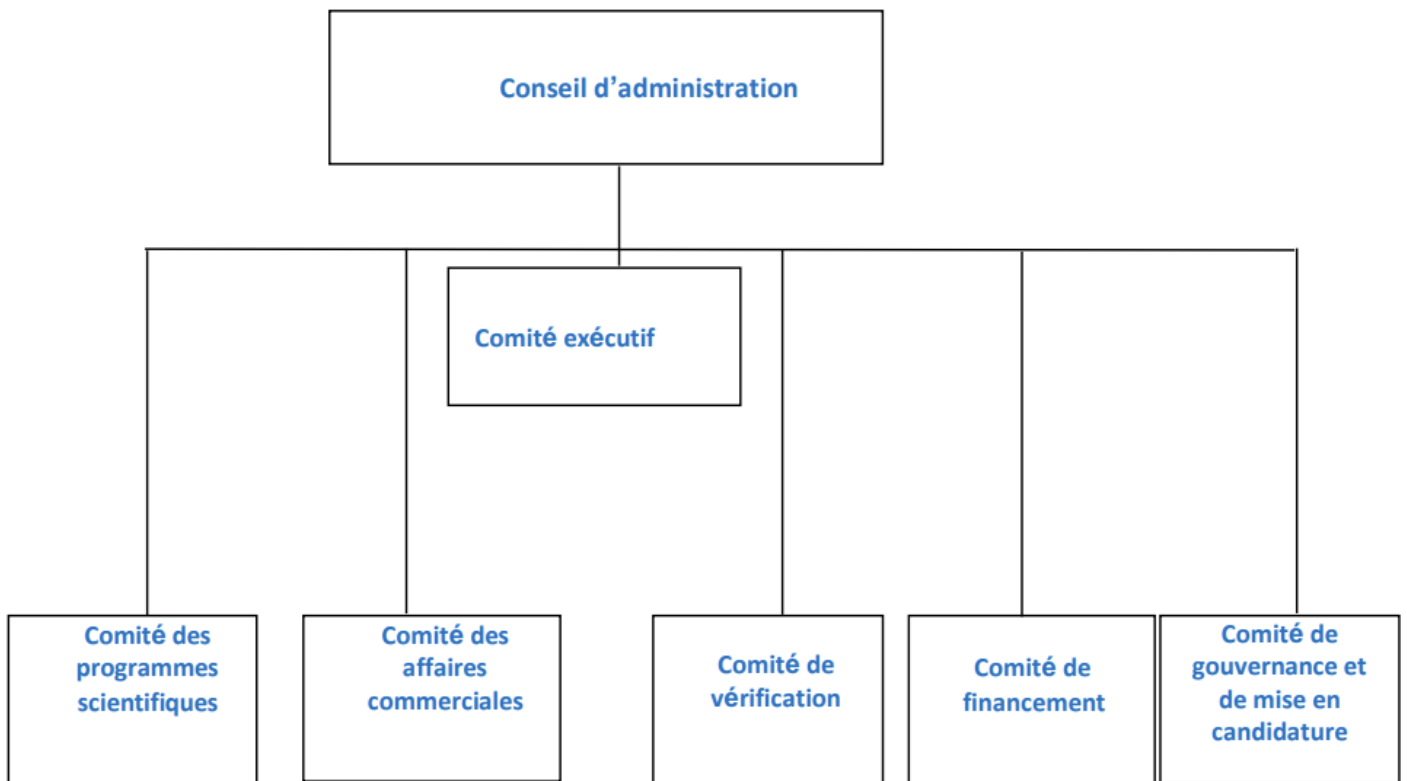 Conseil d’administration
Comité exécutif
Comité des
programmes
scientifiques
Comité des
affaires
commerciales
Comité de
vérification
Comité de
financement
Comité de
gouvernance et
de mise en
candidature